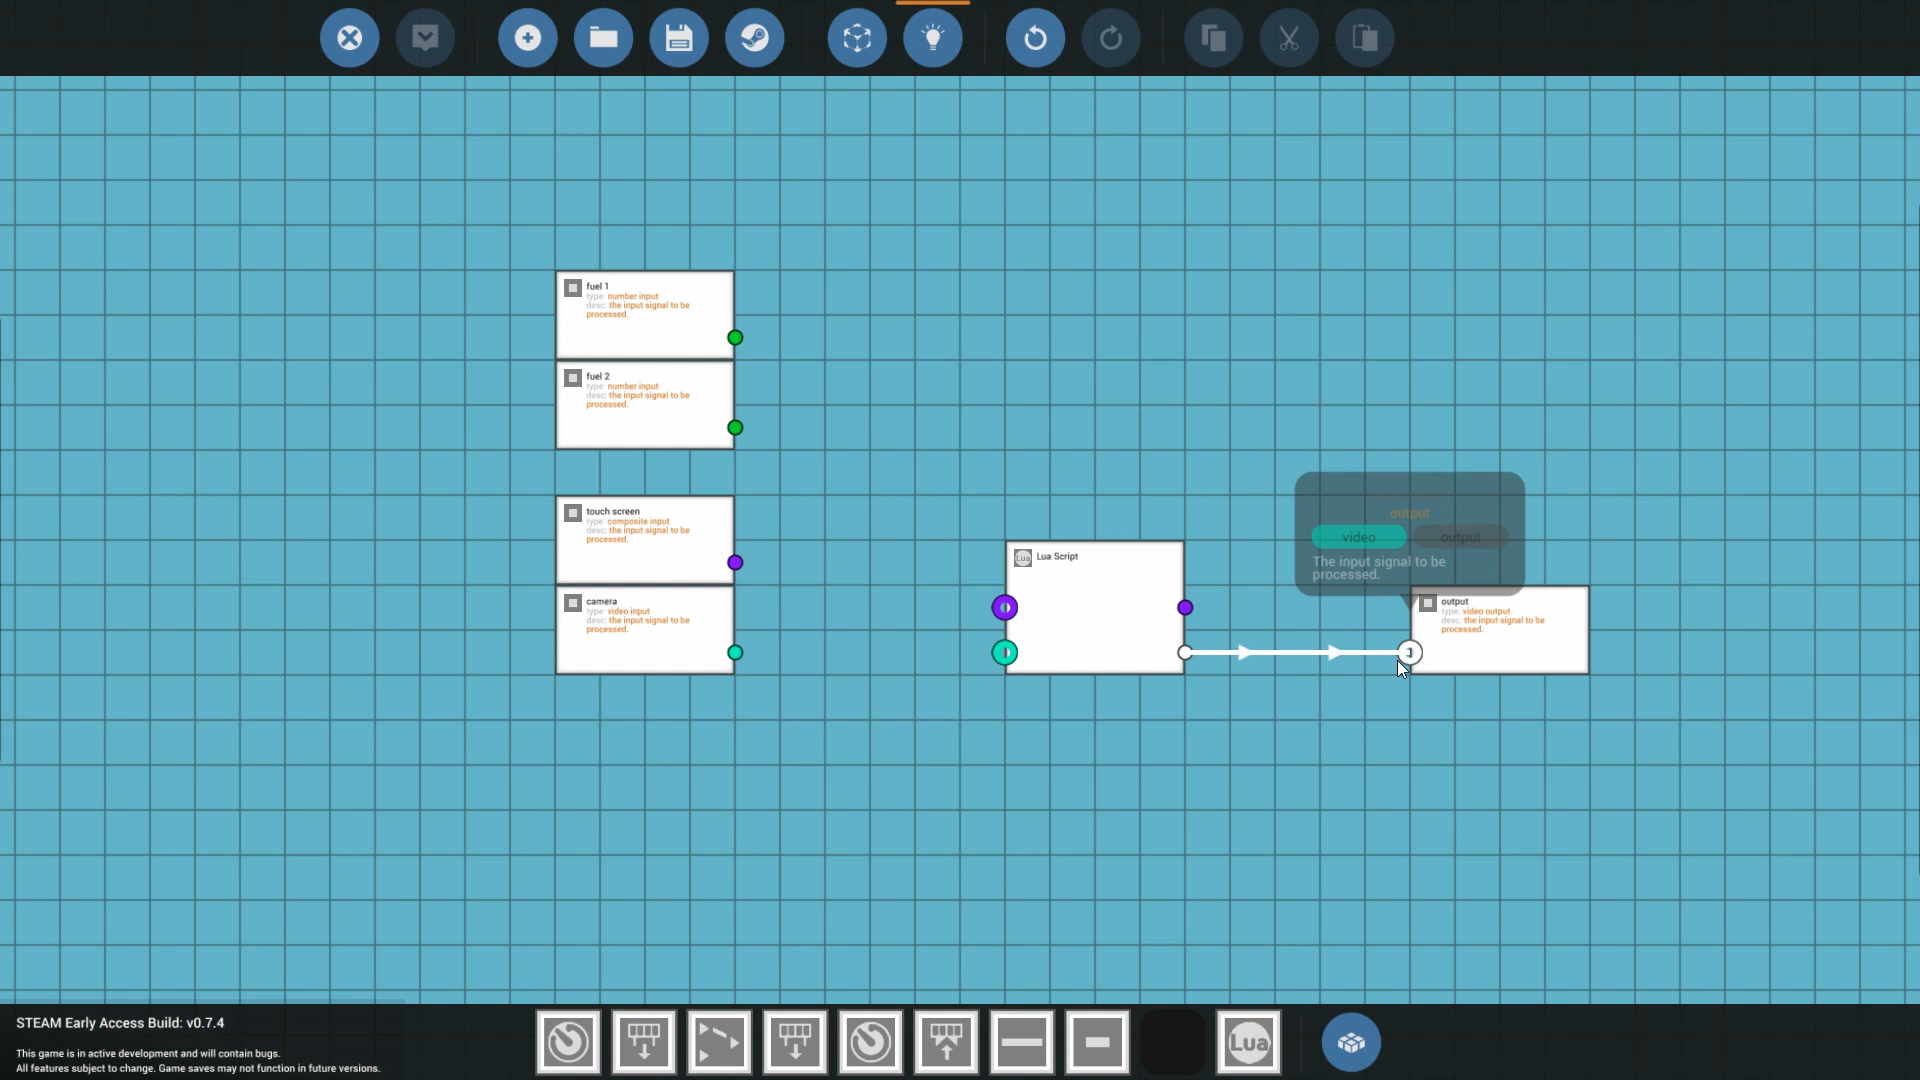 fuel 1
type: number input
desc: the input signal to be
processed.
fuel 2
type: number input
desc: the input signal to be
processed.
touch screen
type: composite input
desc: the input signal to be
processed.
camera
type: video input
desc: the input signal to be
processed.
Lua Lua Script
output
video output
The input signal to be
processed.
output
type: video output
desc: the input signal to be
processed.
STEAM Early Access Build: v0.7.4
This game is in active development and will contain bugs.
All features subject to change. Game saves may not function in future versions.
Lua